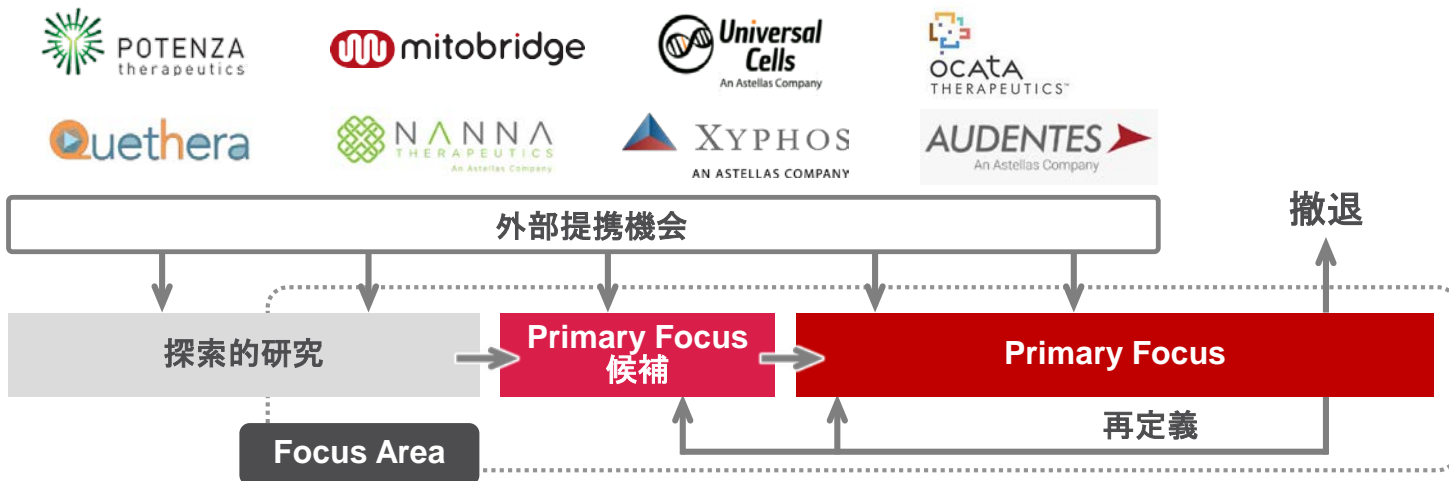 POTENZA
therapeutics
mitobridge
Universal
Cells
An Astellas Company
OCATA
THERAPEUTICS™
Quethera
NANNA
THERAPEUTICS
An Astellas Company
XYPHOS
AN ASTELLAS COMPANY
AUDENTES
An Astellas Company
外部提携機会
撤退
探索的研究
Primary Focus
候補
Primary Focus
再定義
Focus Area